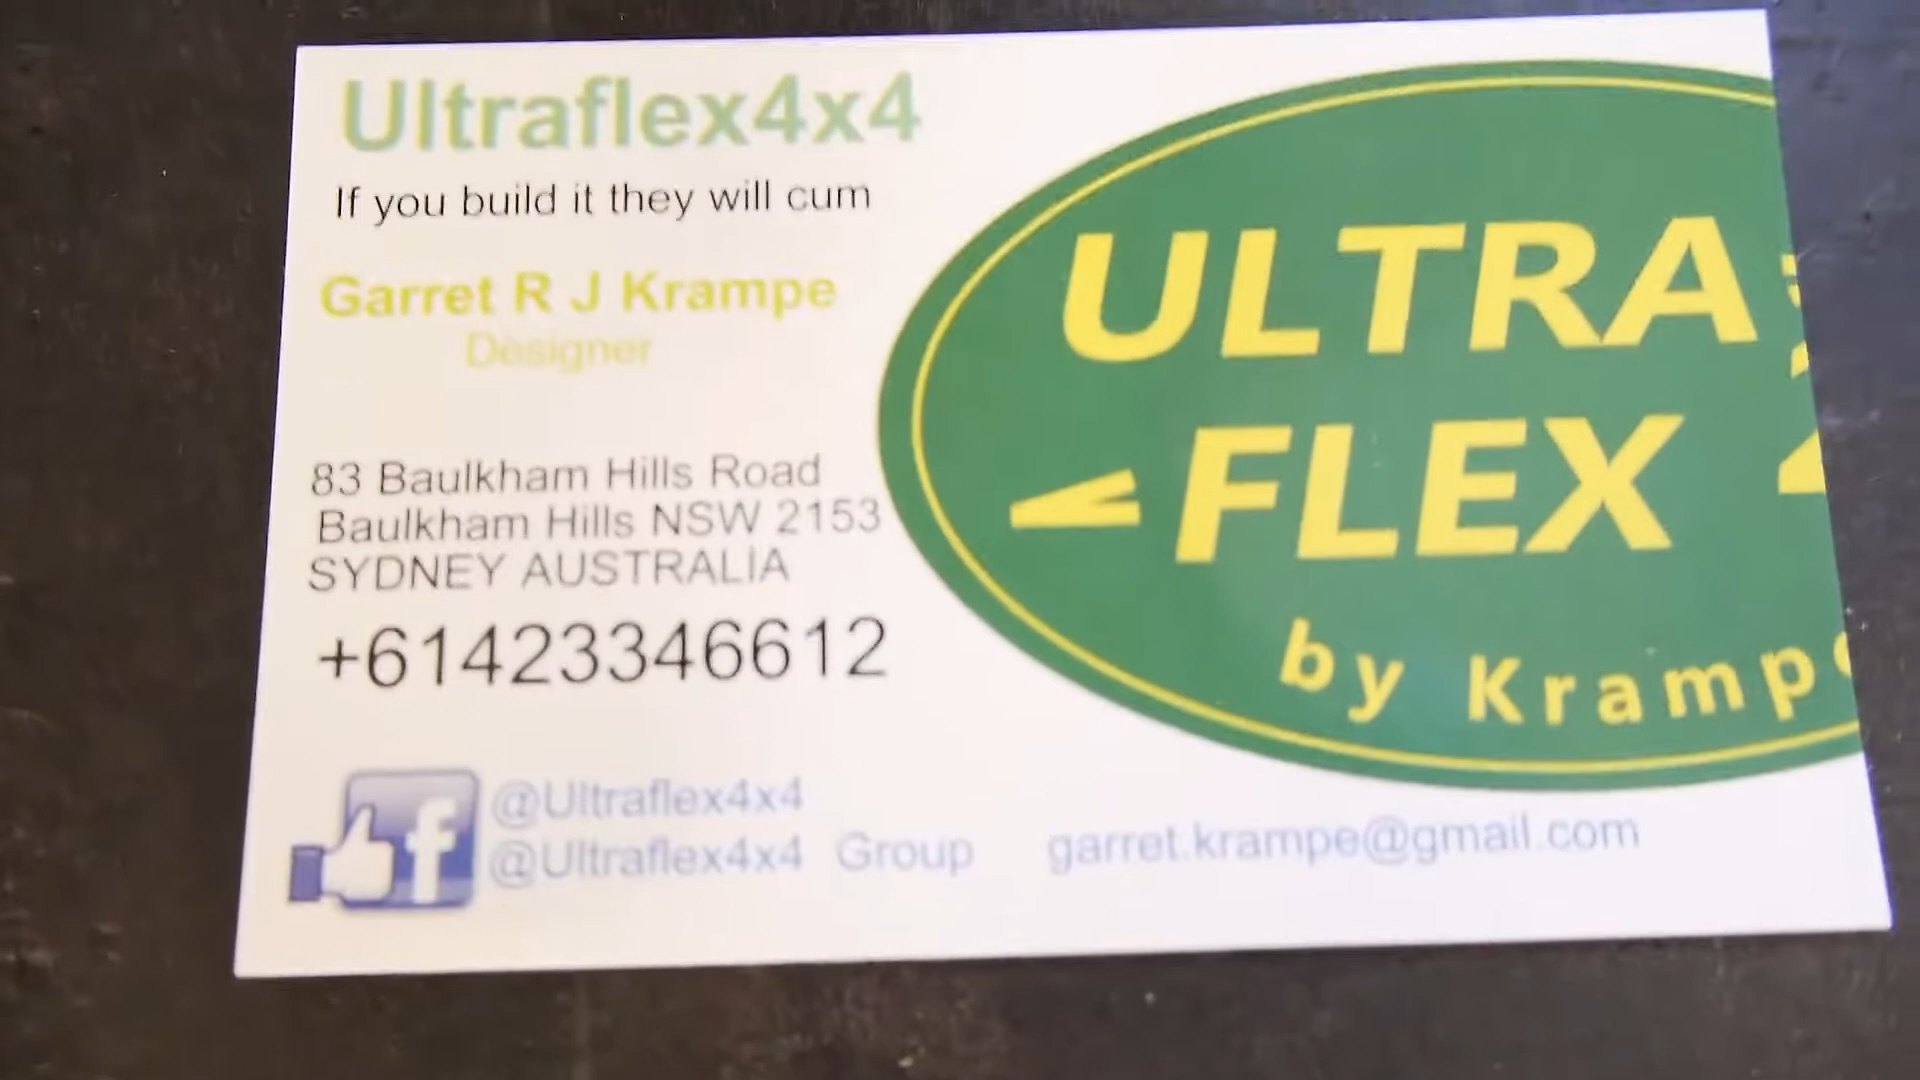 Ultraflex4x4
If you build it they will cum
Garret R J Krampe
Designer
83 Baulkham Hills Road
Baulkham Hills NSW 2153
SYDNEY AUSTRALIA
+61423346612
@Ultraflex4x4
@Ultraflex4x4 Group
garret.krampe@gmail.com
ULTRA
FLEX
by Krampe